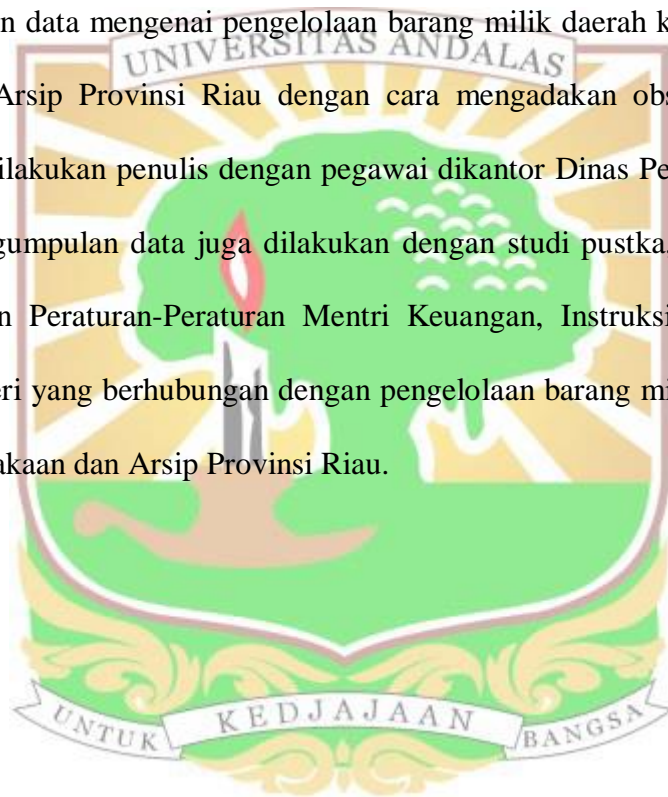 n data mengenai pengelolaan barang milik daerah k
UNIVERSITAS ANDALAS
Arsip Provinsi Riau dengan cara mengadakan obs
ilakukan penulis dengan pegawai dikantor Dinas Pe
gumpulan data juga dilakukan dengan studi pustka.
n Peraturan-Peraturan Mentri Keuangan, Instruksi
eri yang berhubungan dengan pengelolaan barang mi
akaan dan Arsip Provinsi Riau.
UNTUK KEDJAJAAN BANGSA